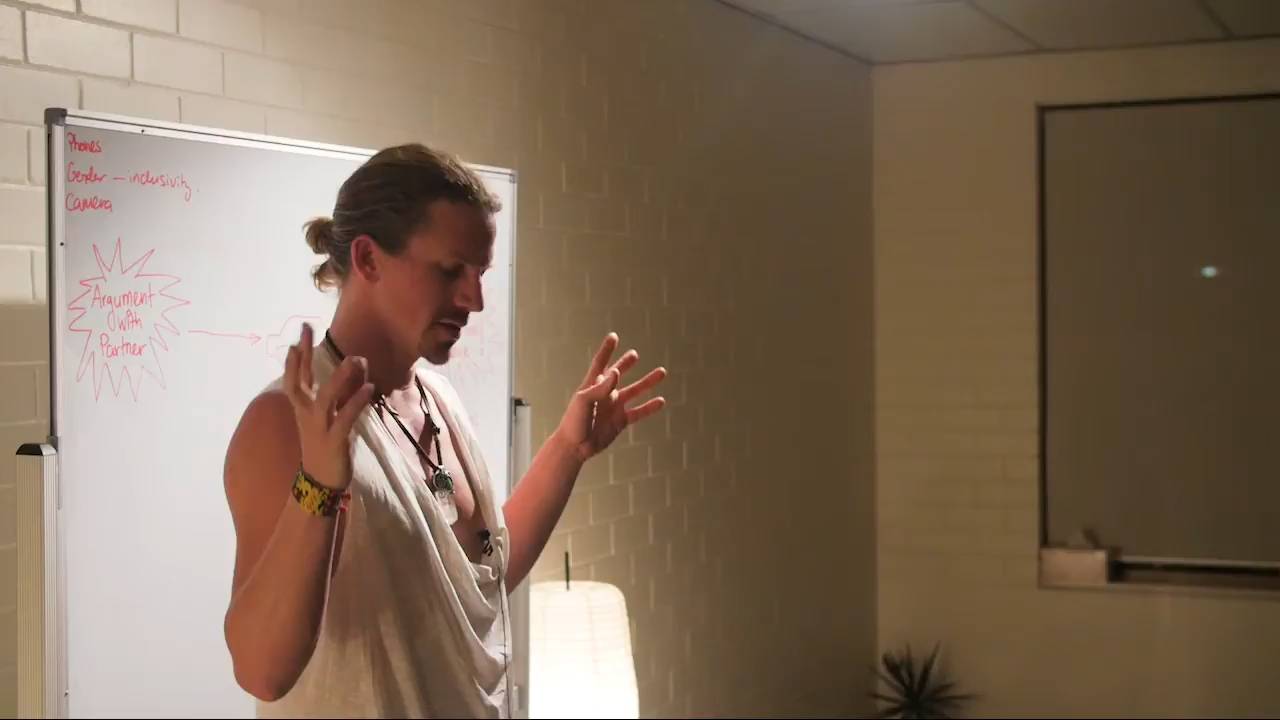 Phones
Gender – inclusivity.
Camera
Argument
with
Partner